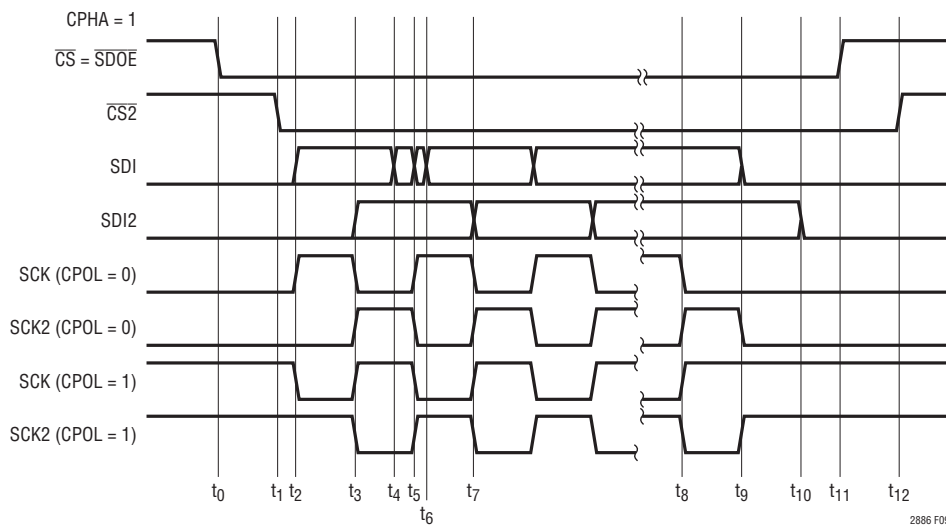 CPHA = 1
CS = SDOE
CS2
SDI
SDI2
SCK (CPOL = 0)
SCK2 (CPOL = 0)
SCK (CPOL = 1)
SCK2 (CPOL = 1)
t0 t1 t2 t3 t4 t5 t6 t7 t8 t9 t10 t11 t12
2886 F09